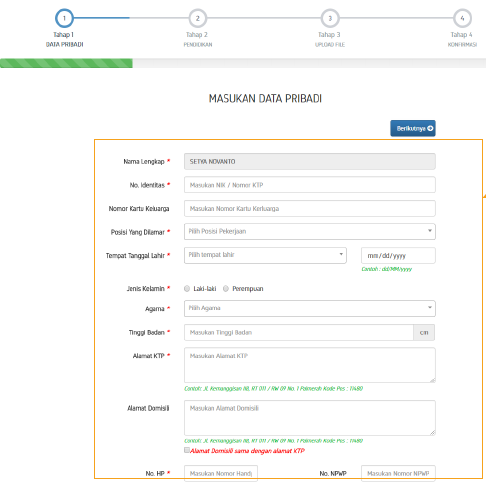 1 2 3 4
Tahap 1 Tahap 2 Tahap 3 Tahap 4
DATA PRIBADI PENDIDIKAN UPLOAD FILE KONFIRMASI
MASUKAN DATA PRIBADI
Berikutnya
Nama Lengkap * SETYA NOVANTO
No. Identitas * Masukan NIK / Nomor KTP
Nomor Kartu Keluarga Masukan Nomor Kartu Kerluarga
Posisi Yang Dilamar * Pilih Posisi Pekerjaan
Tempat Tanggal Lahir * Pilih tempat lahir mm/dd/yyyy
Contoh : dd/MM/yyyy
Jenis Kelamin * Laki-laki Perempuan
Agama * Pilih Agama
Tinggi Badan * Masukan Tinggi Badan cm
Alamat KTP * Masukan Alamat KTP
Contoh: Jl. Kemanggisan NB, RT 011 / RW 09 No. 1 Palmerah Kode Pos : 11480
Alamat Domisili Masukan Alamat Domisili
Contoh: Jl. Kemanggisan NB, RT 011 / RW 09 No. 1 Palmerah Kode Pos : 11480
Alamat Domisili sama dengan alamat KTP
No. HP * Masukan Nomor Handp No. NPWP Masukan Nomor NPWP